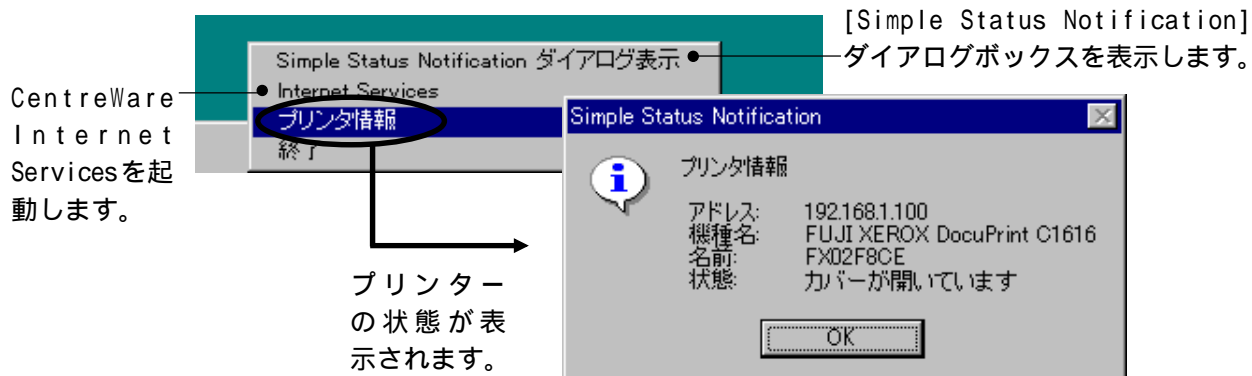 [Simple Status Notification]
ダイアログボックスを表示します。
Simple Status Notification ダイアログ表示
Internet Services
プリンタ情報
終了
CentreWare
Internet
Servicesを起
動します。
プリンター
の状態が表
示されます。
Simple Status Notification
プリンタ情報
アドレス: 192.168.1.100
機種名: FUJI XEROX DocuPrint C1616
名前: FX02F8CE
状態: カバーが開いています
OK